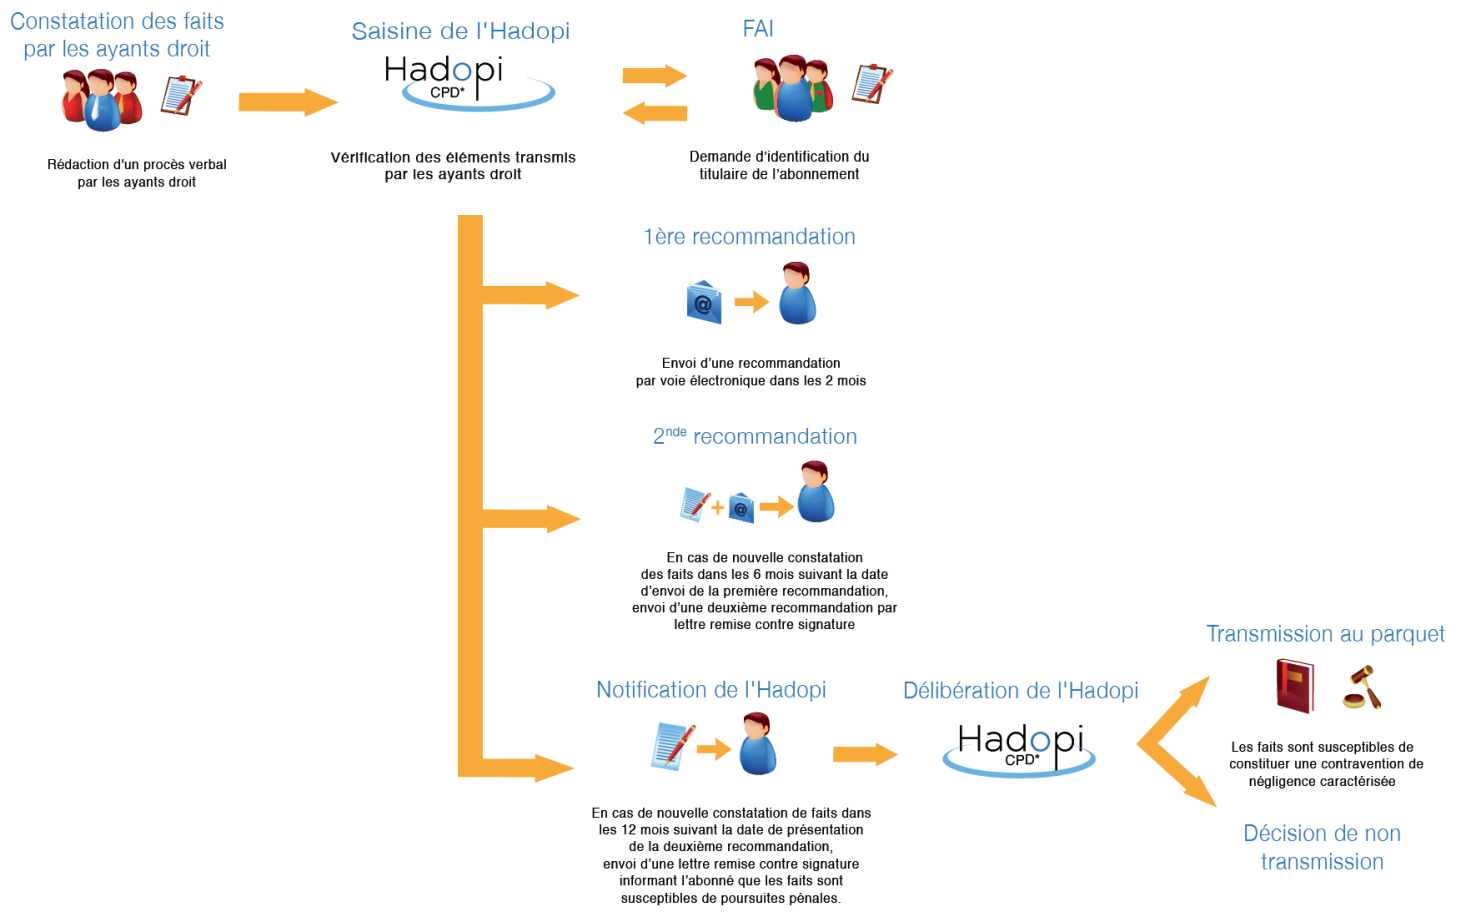 Constatation des faits
par les ayants droit
Rédaction d'un procès verbal
par les ayants droit
Saisine de l'Hadopi
Hadopi
CPD*
Vérification des éléments transmis
par les ayants droit
FAI
Demande d'identification du
titulaire de l'abonnement
1ère recommandation
@
Envoi d'une recommandation
par voie électronique dans les 2 mois
2nde recommandation
+
@
En cas de nouvelle constatation
des faits dans les 6 mois suivant la date
d'envoi de la première recommandation,
envoi d'une deuxième recommandation par
lettre remise contre signature
Notification de l'Hadopi
En cas de nouvelle constatation de faits dans
les 12 mois suivant la date de présentation
de la deuxième recommandation,
envoi d'une lettre remise contre signature
informant l'abonné que les faits sont
susceptibles de poursuites pénales.
Délibération de l'Hadopi
Hadopi
CPD*
Transmission au parquet
Les faits sont susceptibles de
constituer une contravention de
négligence caractérisée
Décision de non
transmission